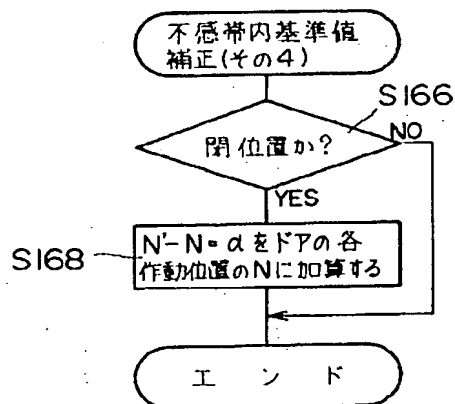 不感帯内基準値
補正(その4)
S166
閉位置か?
NO
YES
S168
N'-N=αをドアの各
作動位置のNに加算する
エンド